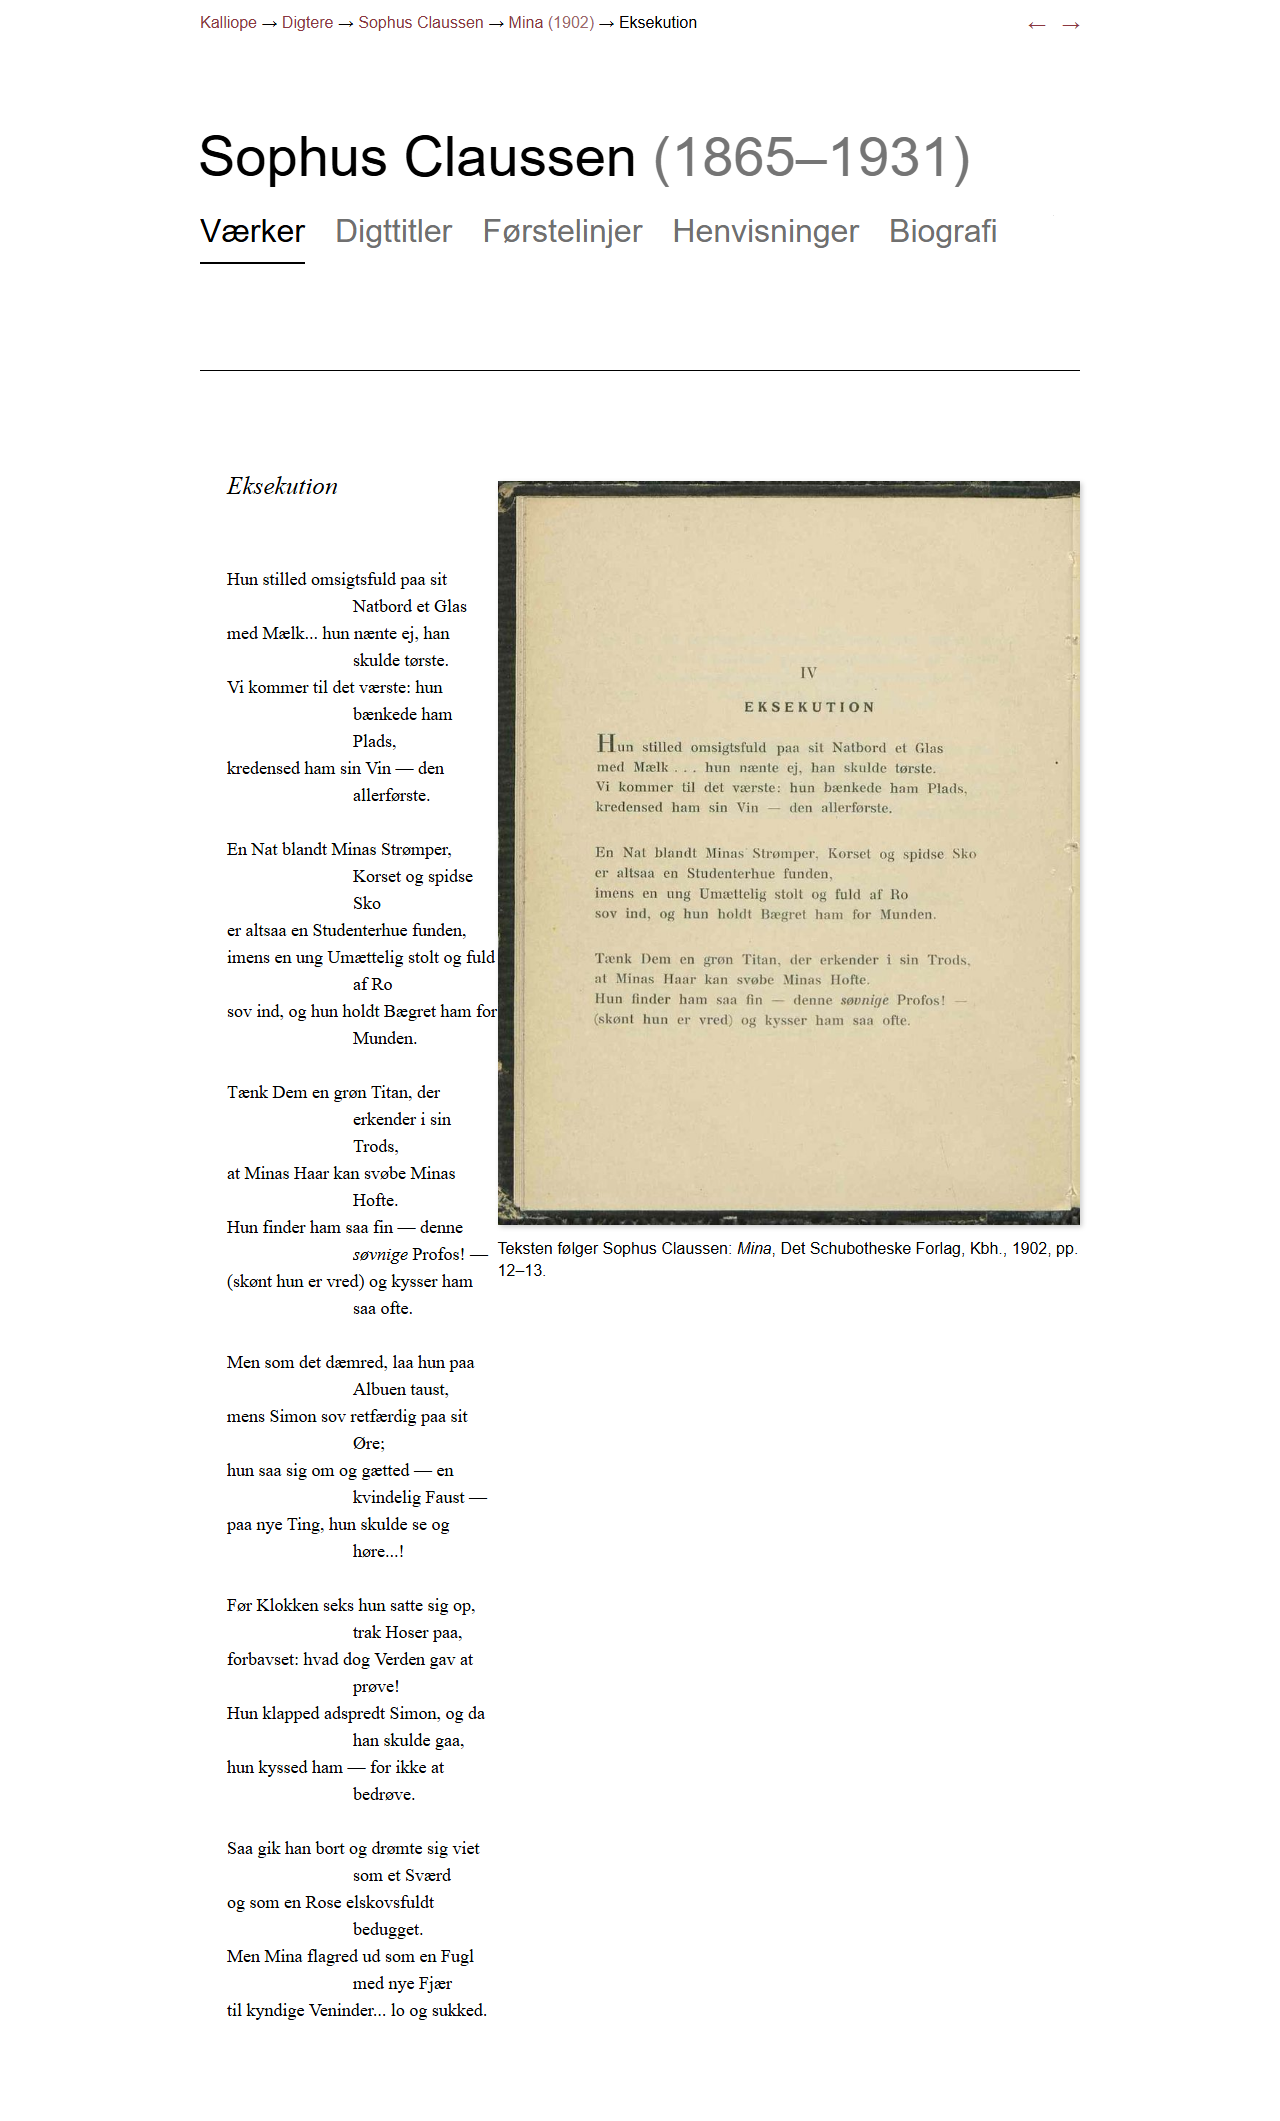 Kalliope → Digtere → Sophus Claussen → Mina (1902) → Eksekution ← →
Sophus Claussen (1865–1931)
Værker Digttitler Førstelinjer Henvisninger Biografi
Eksekution
Hun stilled omsigtsfuld paa sit
Natbord et Glas
med Mælk... hun nænte ej, han
skulde tørste.
Vi kommer til det værste: hun
bænkede ham
Plads,
kredensed ham sin Vin — den
allerførste.
En Nat blandt Minas Strømper,
Korset og spidse
Sko
er altsaa en Studenterhue funden,
imens en ung Umættelig stolt og fuld
af Ro
sov ind, og hun holdt Bægret ham for
Munden.
Tænk Dem en grøn Titan, der
erkender i sin
Trods,
at Minas Haar kan svøbe Minas
Hofte.
Hun finder ham saa fin — denne
søvnige Profos! —
(skønt hun er vred) og kysser ham
saa ofte.
Men som det dæmred, laa hun paa
Albuen taust,
mens Simon sov retfærdig paa sit
Øre;
hun saa sig om og gætted — en
kvindelig Faust —
paa nye Ting, hun skulde se og
høre...!
Før Klokken seks hun satte sig op,
trak Hoser paa,
forbavset: hvad dog Verden gav at
prøve!
Hun klapped adspredt Simon, og da
han skulde gaa,
hun kyssed ham — for ikke at
bedrøve.
Saa gik han bort og drømte sig viet
som et Sværd
og som en Rose elskovsfuldt
bedugget.
Men Mina flagred ud som en Fugl
med nye Fjær
til kyndige Veninder... lo og sukked.
IV
EKSEKUTION
Hun stilled omsigtsfuld paa sit Natbord et Glas
med Mælk . . . hun nænte ej, han skulde tørste.
Vi kommer til det værste: hun bænkede ham Plads,
kredensed ham sin Vin — den allerførste.
En Nat blandt Minas Strømper, Korset og spidse Sko
er altsaa en Studenterhue funden,
imens en ung Umættelig stolt og fuld af Ro
sov ind, og hun holdt Bægret ham for Munden.
Tænk Dem en grøn Titan, der erkender i sin Trods,
at Minas Haar kan svøbe Minas Hofte.
Hun finder ham saa fin — denne søvnige Profos! —
(skønt hun er vred) og kysser ham saa ofte.
Teksten følger Sophus Claussen: Mina, Det Schubotheske Forlag, Kbh., 1902, pp.
12–13.